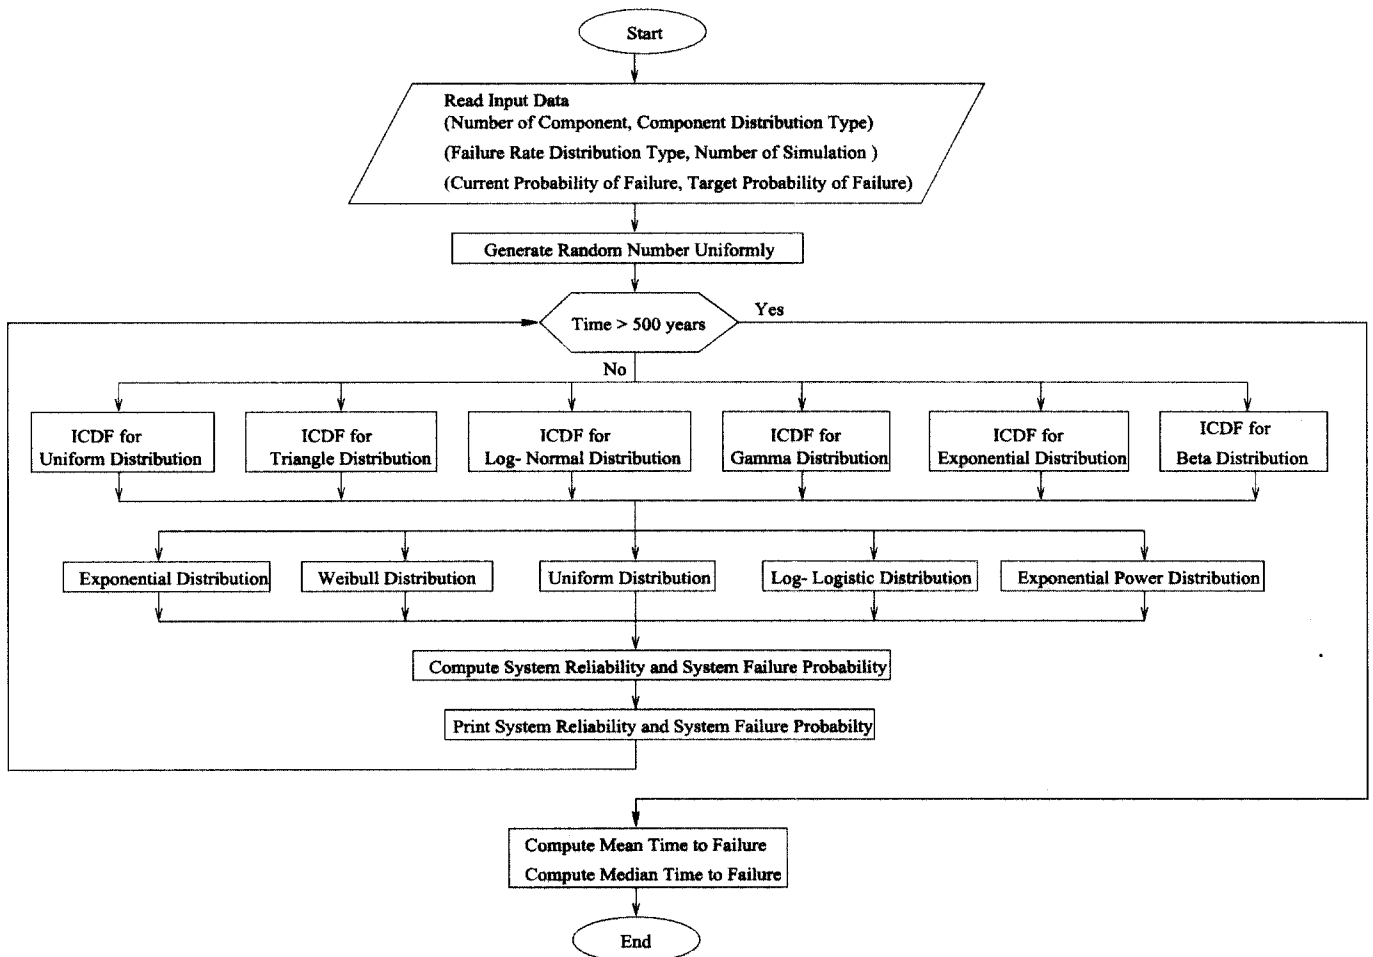 Start
Read Input Data
(Number of Component, Component Distribution Type)
(Failure Rate Distribution Type, Number of Simulation )
(Current Probability of Failure, Target Probability of Failure)
Generate Random Number Uniformly
Time > 500 years
Yes
No
ICDF for
Uniform Distribution
ICDF for
Triangle Distribution
ICDF for
Log- Normal Distribution
ICDF for
Gamma Distribution
ICDF for
Exponential Distribution
ICDF for
Beta Distribution
Exponential Distribution
Weibull Distribution
Uniform Distribution
Log- Logistic Distribution
Exponential Power Distribution
Compute System Reliability and System Failure Probability
Print System Reliability and System Failure Probabilty
Compute Mean Time to Failure
Compute Median Time to Failure
End